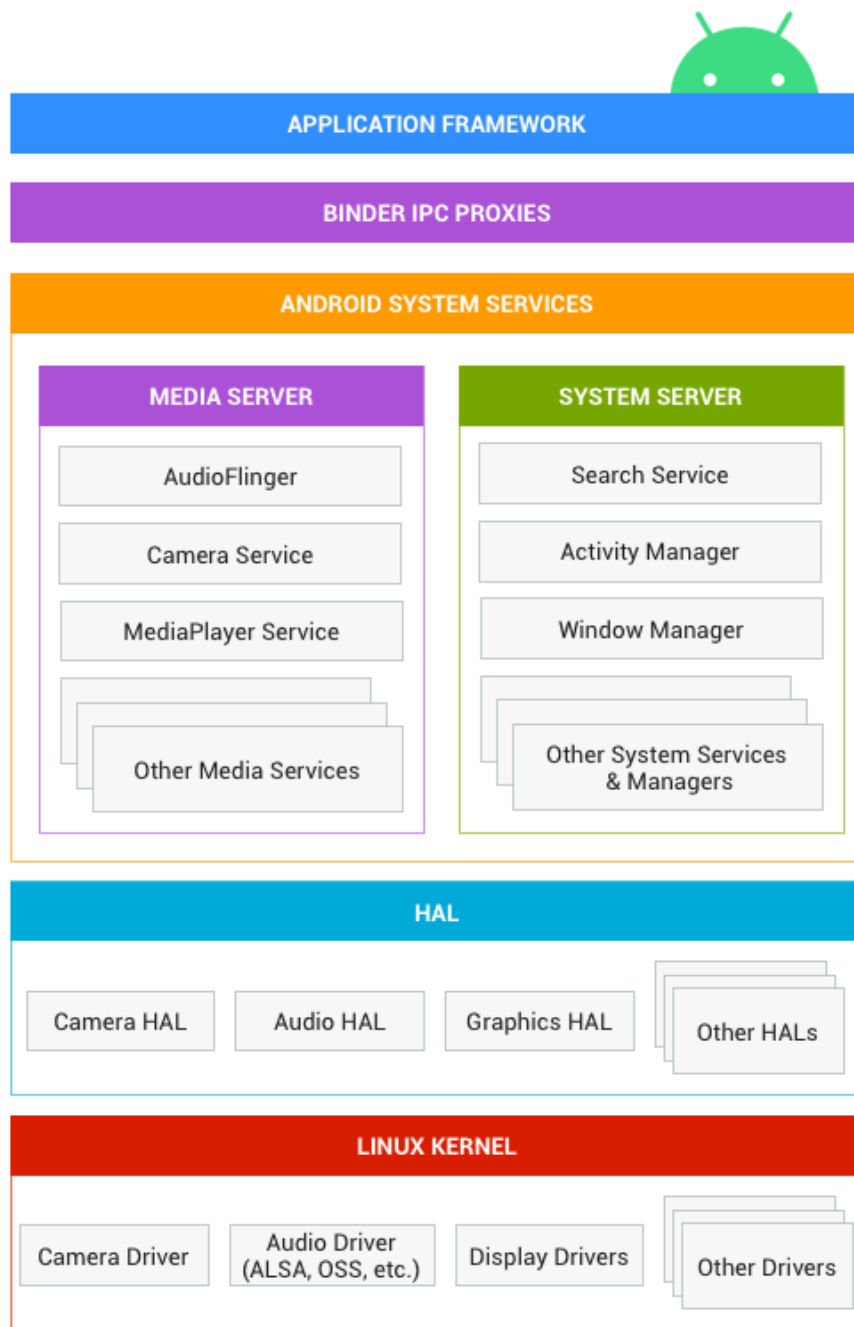 APPLICATION FRAMEWORK
BINDER IPC PROXIES
ANDROID SYSTEM SERVICES
MEDIA SERVER
AudioFlinger
Camera Service
MediaPlayer Service
Other Media Services
SYSTEM SERVER
Search Service
Activity Manager
Window Manager
Other System Services
& Managers
HAL
Camera HAL
Audio HAL
Graphics HAL
Other HALs
LINUX KERNEL
Camera Driver
Audio Driver
(ALSA, OSS, etc.)
Display Drivers
Other Drivers